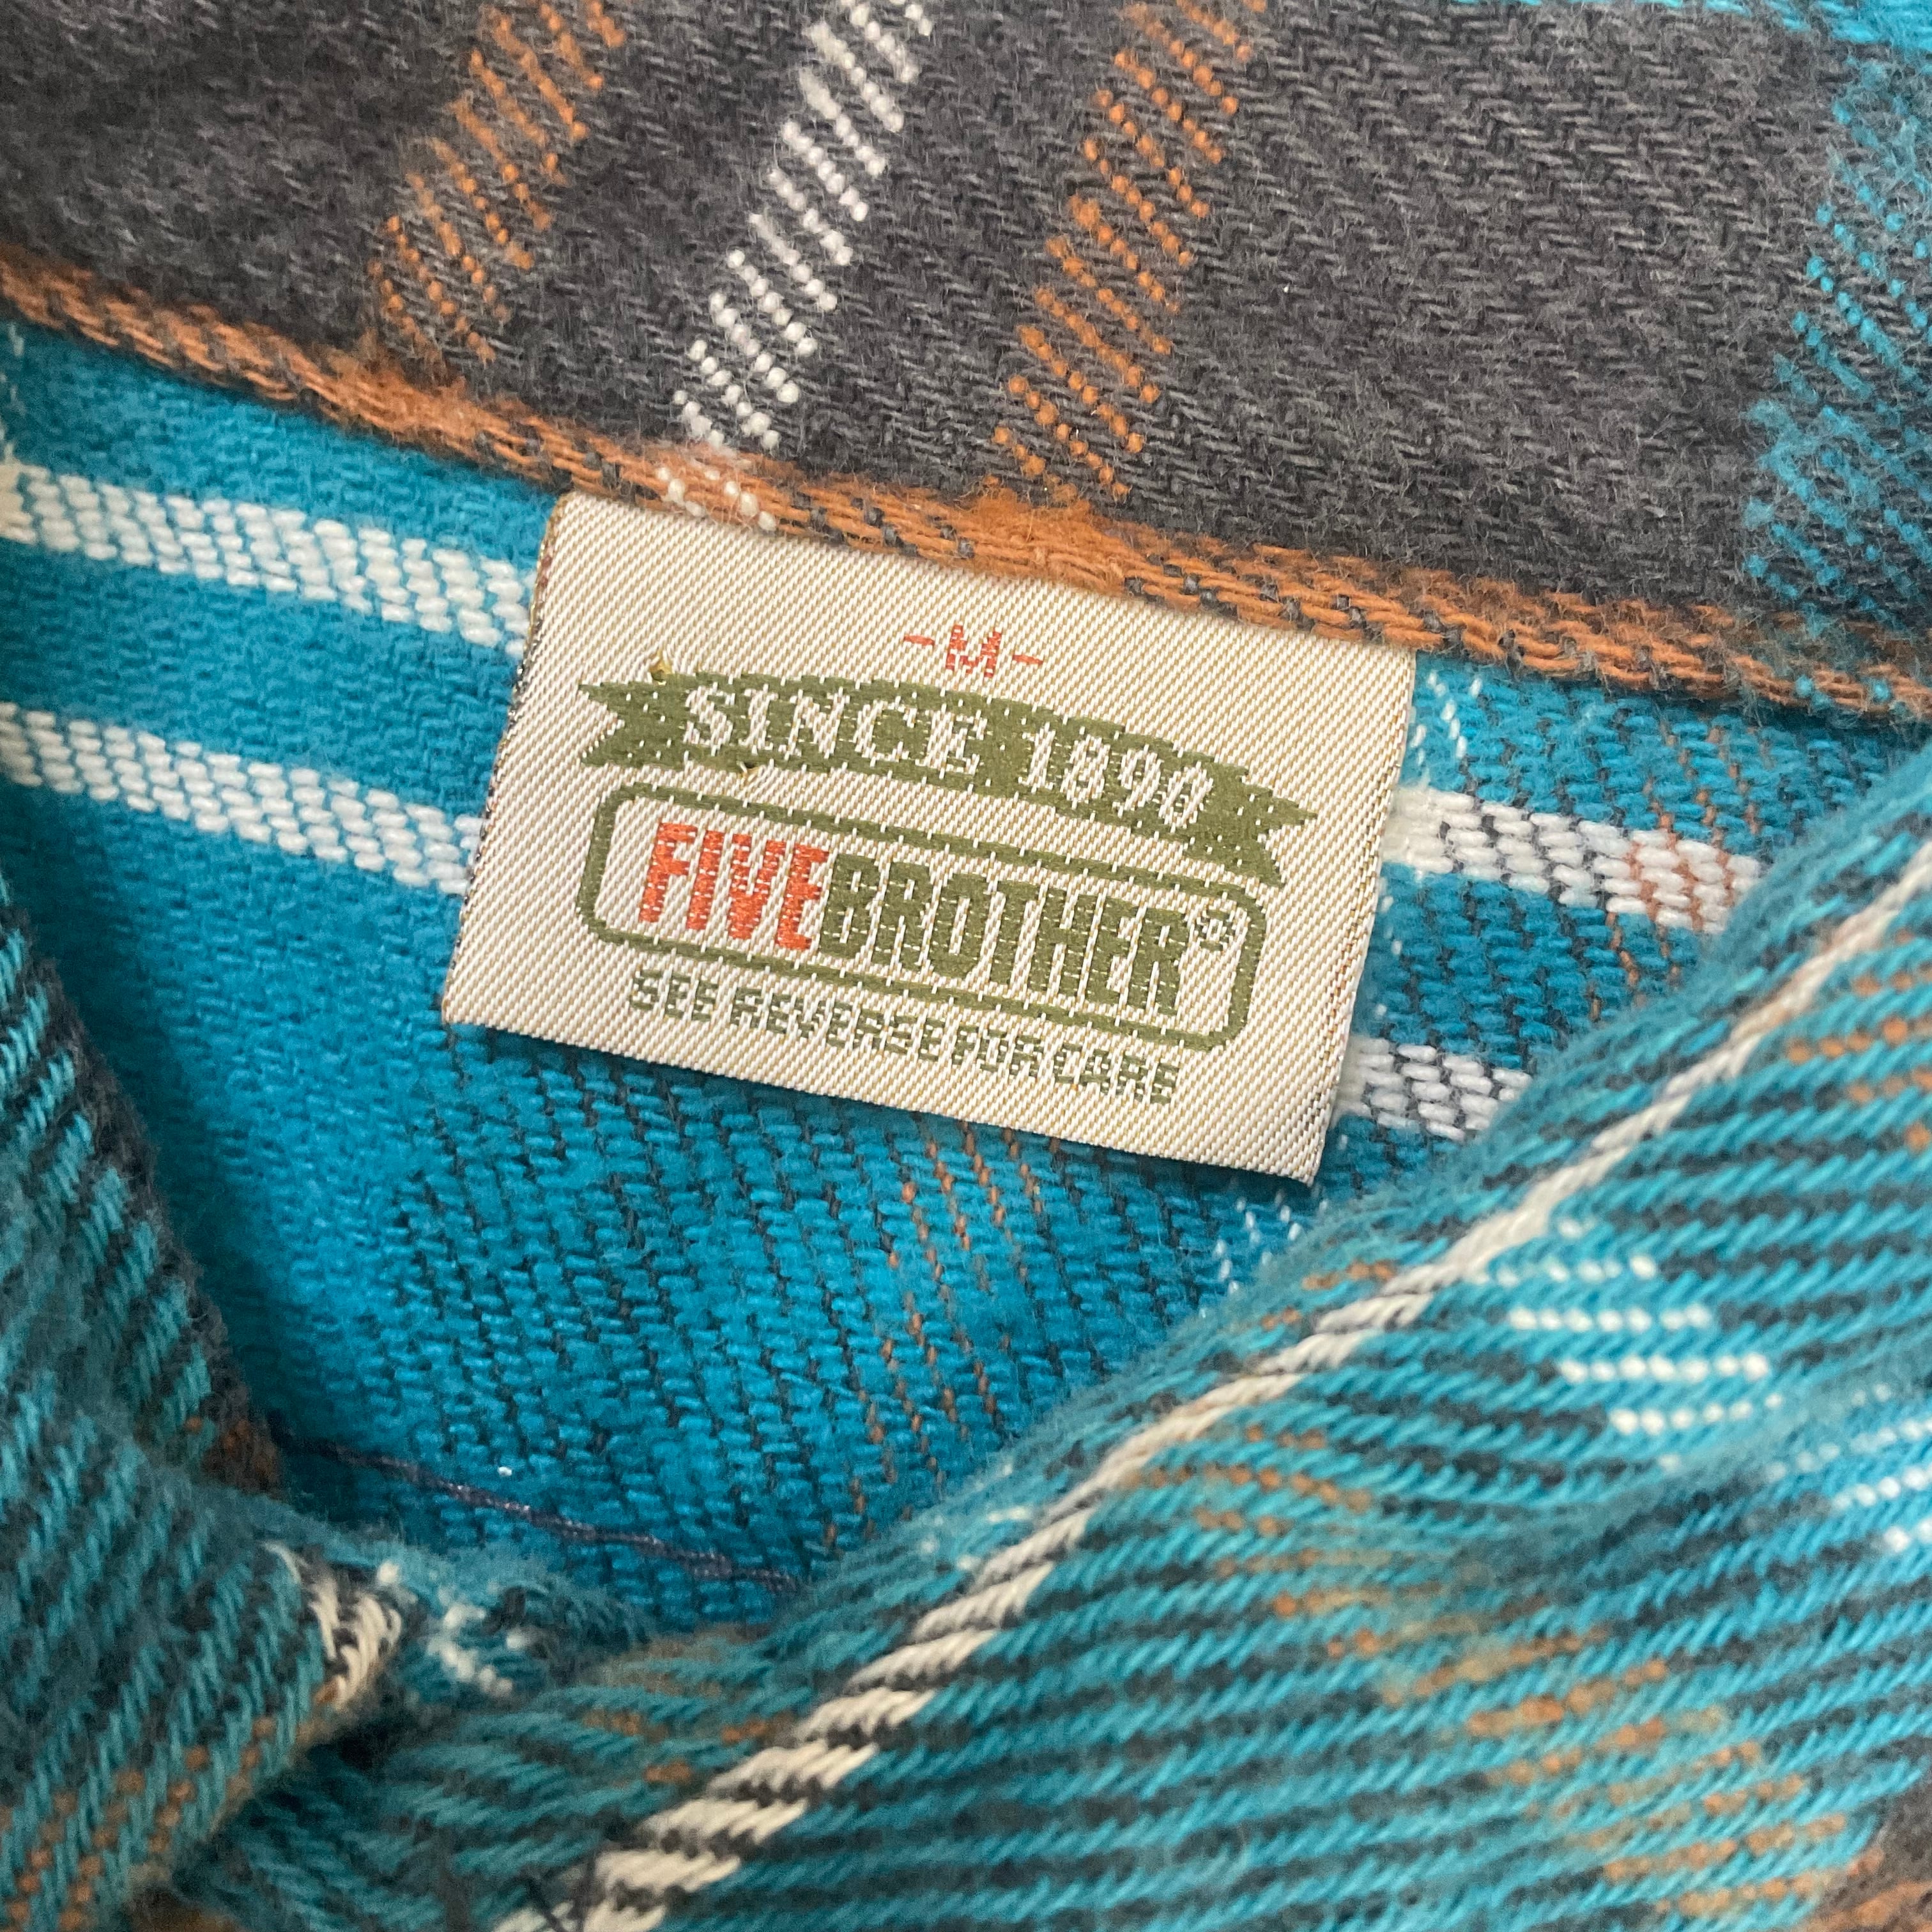 -M-
SINCE 1890
FIVEBROTHER®
SEE REVERSE FOR CARE